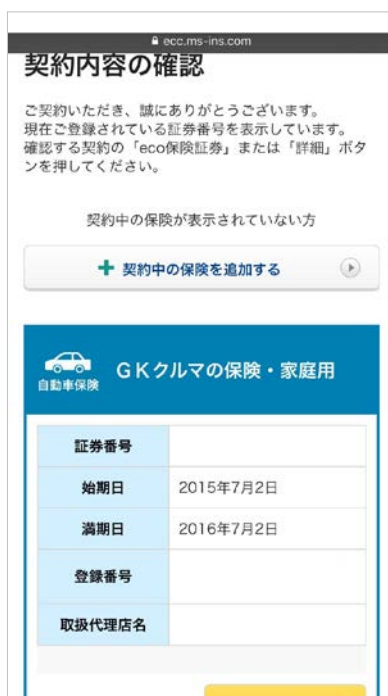 ecc.ms-ins.com
契約内容の確認
ご契約いただき、誠にありがとうございます。
現在ご登録されている証券番号を表示しています。
確認する契約の「eco保険証券」または「詳細」ボタ
ンを押してください。
契約中の保険が表示されていない方
契約中の保険を追加する
自動車保険
GKクルマの保険・家庭用
証券番号
始期日 2015年7月2日
満期日 2016年7月2日
登録番号
取扱代理店名